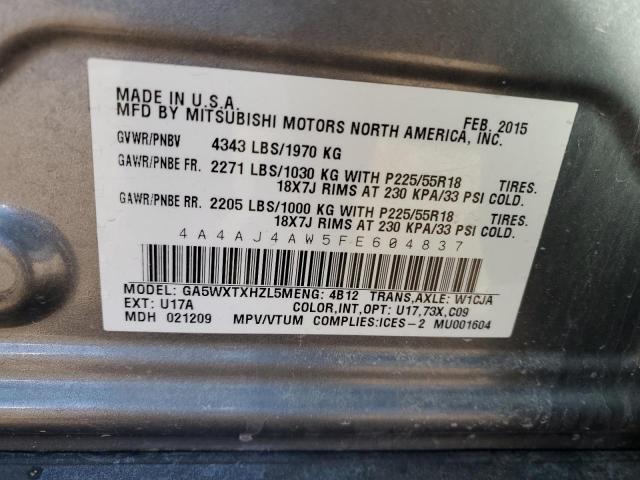 MADE IN U.S.A. FEB. 2015
MFD BY MITSUBISHI MOTORS NORTH AMERICA, INC.
GVWR/PNBV 4343 LBS/1970 KG
GAWR/PNBE FR. 2271 LBS/1030 KG WITH P225/55R18 TIRES.
18X7J RIMS AT 230 KPA/33 PSI COLD.
GAWR/PNBE RR. 2205 LBS/1000 KG WITH P225/55R18 TIRES.
18X7J RIMS AT 230 KPA/33 PSI COLD.
4A4AJ4AW5FE604837
MODEL: GA5WXTXHZL5MENG: 4B12 TRANS,AXLE: W1CJA
EXT: U17A COLOR,INT,OPT: U17,73X,C09
MDH 021209 MPV/VTUM COMPLIES:ICES-2 MU001604